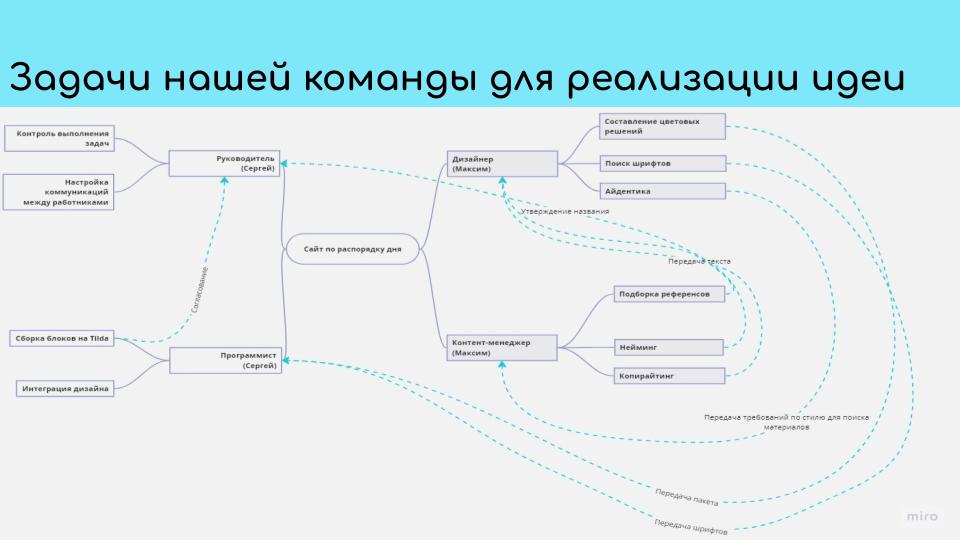 Задачи нашей команды для реализации идеи
Контроль выполнения
задач
Настройка
коммуникаций
между работниками
Руководитель
(Сергей)
Согласование
Сборка блоков на Tilda
Интеграция дизайна
Программист
(Сергей)
Сайт по распорядку дня
Дизайнер
(Максим)
Составление цветовых
решений
Поиск шрифтов
Айдентика
Утверждение названия
Передача текста
Подборка референсов
Контент-менеджер
(Максим)
Нейминг
Копирайтинг
Передача требований по стилю для поиска
материалов
Передача пакета
Передача шрифтов
miro